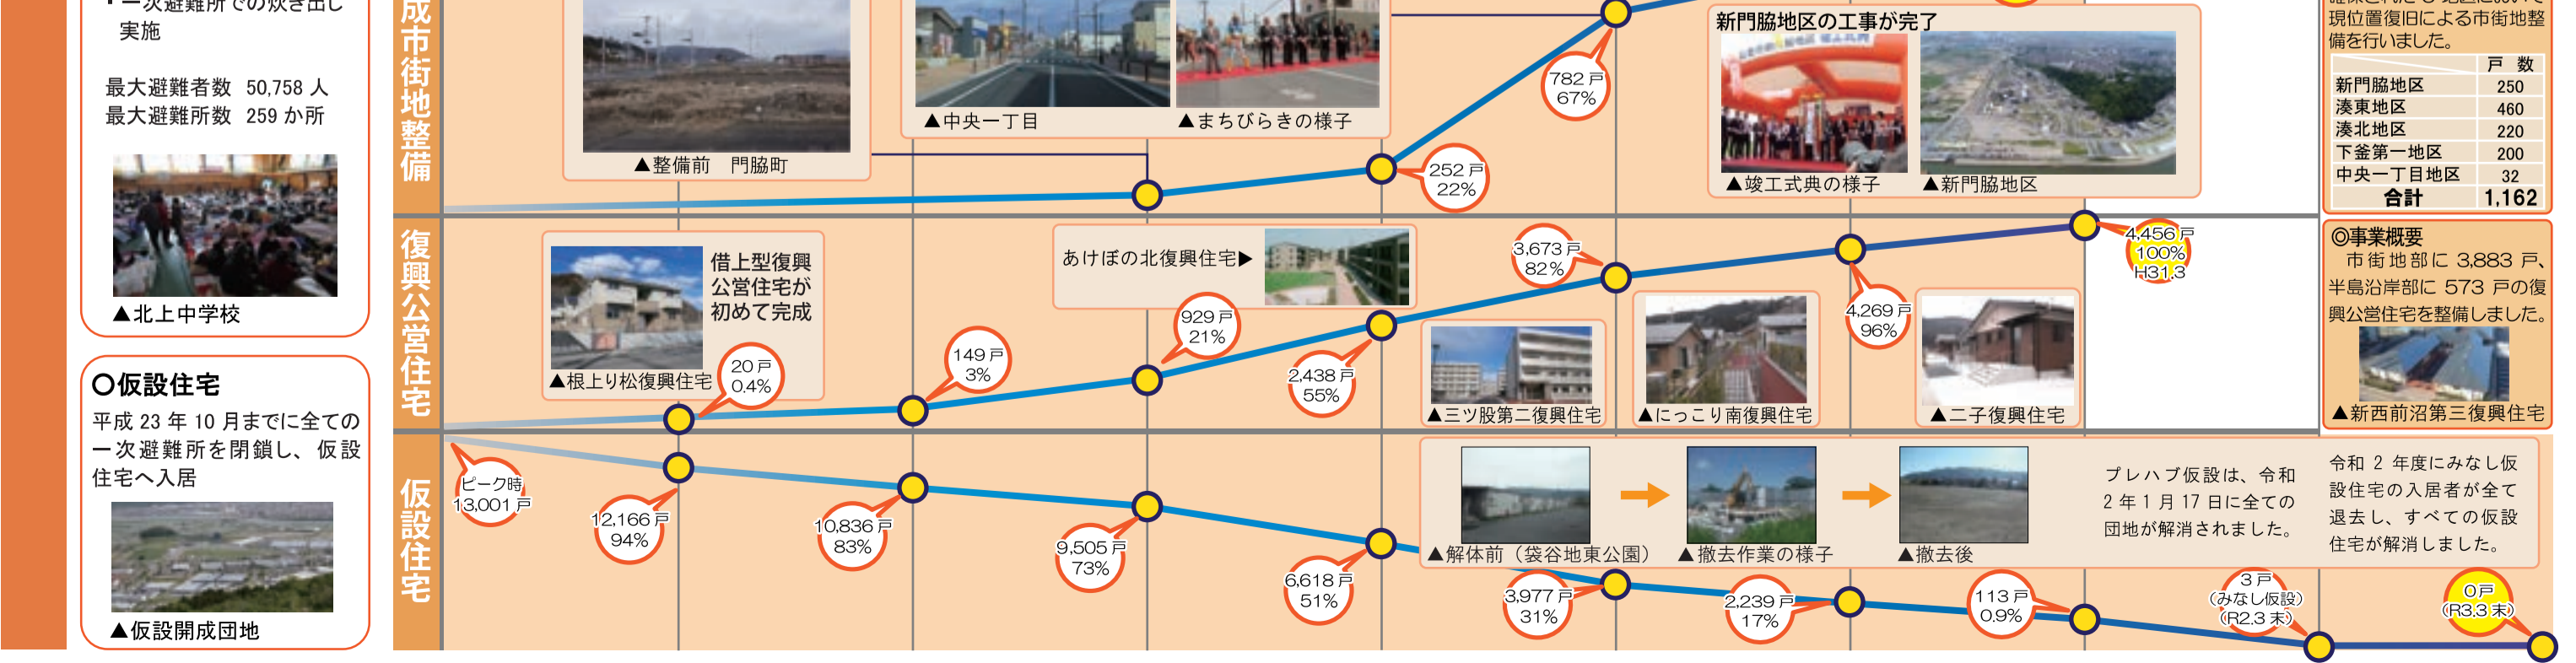 ・一次避難所での炊き出し
実施
最大避難者数 50,758 人
最大避難所数 259 か所
▲北上中学校
〇仮設住宅
平成 23 年 10 月までに全ての
一次避難所を閉鎖し、仮設
住宅へ入居
▲仮設開成団地
成市街地整備
▲整備前 門脇町
▲中央一丁目
▲まちびらきの様子
252 戸
22%
782 戸
67%
新門脇地区の工事が完了
▲竣工式典の様子
▲新門脇地区
現位置復旧による市街地整
備を行いました。
戸 数
新門脇地区 250
湊東地区 460
湊北地区 220
下釜第一地区 200
中央一丁目地区 32
合計 1,162
復興公営住宅
借上型復興
公営住宅が
初めて完成
▲根上り松復興住宅
20 戸
0.4%
149 戸
3%
あけぼの北復興住宅▶
929 戸
21%
2,438 戸
55%
3,673 戸
82%
▲三ツ股第二復興住宅
▲にっこり南復興住宅
4,269 戸
96%
▲二子復興住宅
4,456 戸
100%
H31.3
◎事業概要
市街地部に 3,883 戸、
半島沿岸部に 573 戸の復
興公営住宅を整備しました。
▲新西前沼第三復興住宅
仮設住宅
ピーク時
13,001 戸
12,166 戸
94%
10,836 戸
83%
9,505 戸
73%
6,618 戸
51%
3,977 戸
31%
2,239 戸
17%
113 戸
0.9%
3 戸
（みなし仮設）
（R2.3 末）
0戸
（R3.3 末）
▲解体前（袋谷地東公園）
▲撤去作業の様子
▲撤去後
プレハブ仮設は、令和
2 年 1 月 17 日に全ての
団地が解消されました。
令和 2 年度にみなし仮
設住宅の入居者が全て
退去し、すべての仮設
住宅が解消しました。